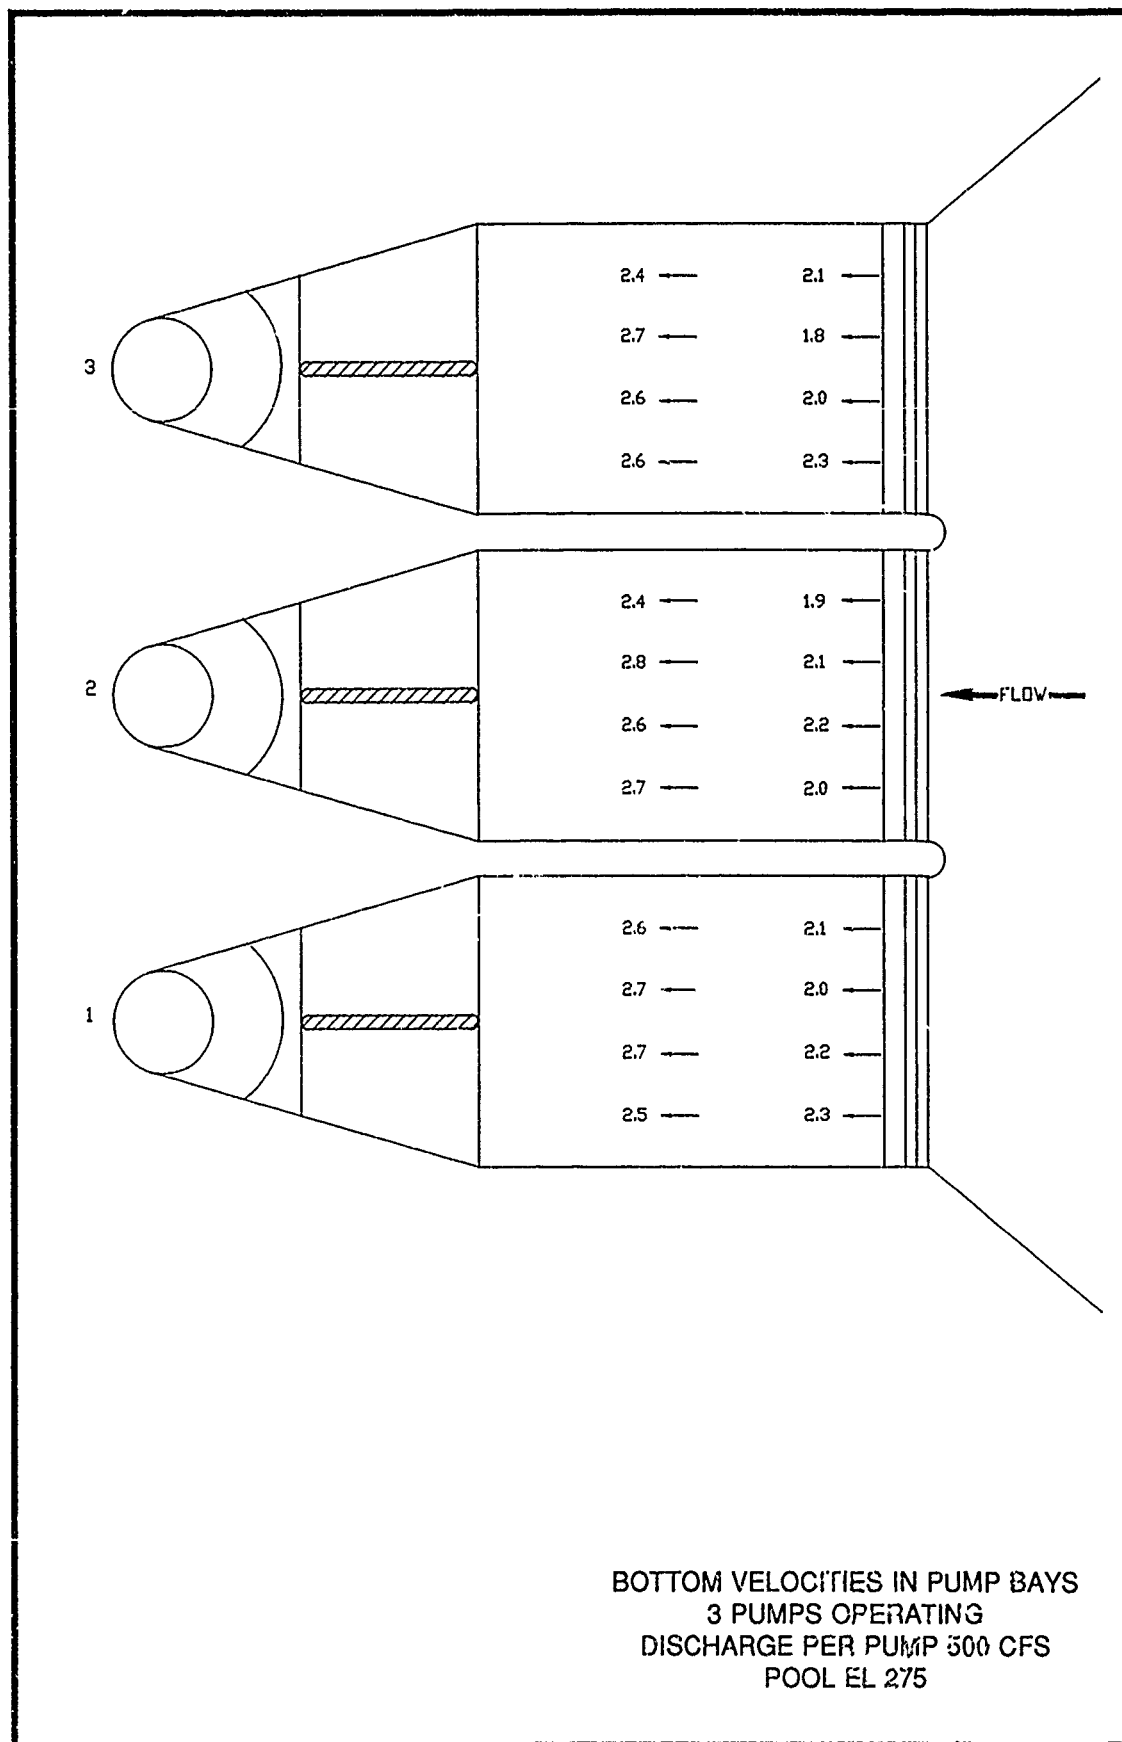 2.4 2.1
2.7 1.8
3
2.6 2.0
2.6 2.3
2.4 1.9
2.8 2.1
2 FLOW
2.6 2.2
2.7 2.0
2.6 2.1
2.7 2.0
1
2.7 2.2
2.5 2.3
BOTTOM VELOCITIES IN PUMP BAYS
3 PUMPS OPERATING
DISCHARGE PER PUMP 500 CFS
POOL EL 275